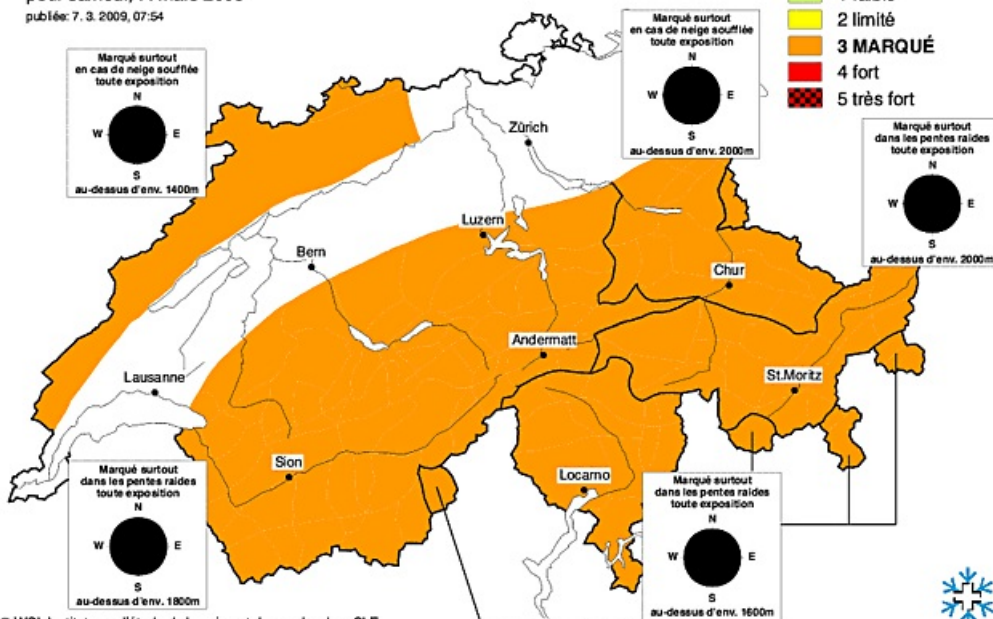 publiée: 7. 3. 2009, 07:54
2 limité
3 MARQUÉ
4 fort
5 très fort
Marqué surtout
en cas de neige soufflée
toute exposition
N
W E
S
au-dessus d'env. 1400m
Marqué surtout
en cas de neige soufflée
toute exposition
N
W E
S
au-dessus d'env. 2000m
Marqué surtout
dans les pentes raides
toute exposition
N
W E
S
au-dessus d'env. 2000m
Zürich
Luzern
Bern
Chur
Andermatt
Lausanne
St.Moritz
Sion
Locarno
Marqué surtout
dans les pentes raides
toute exposition
N
W E
S
au-dessus d'env. 1800m
Marqué surtout
dans les pentes raides
toute exposition
N
W E
S
au-dessus d'env. 1600m